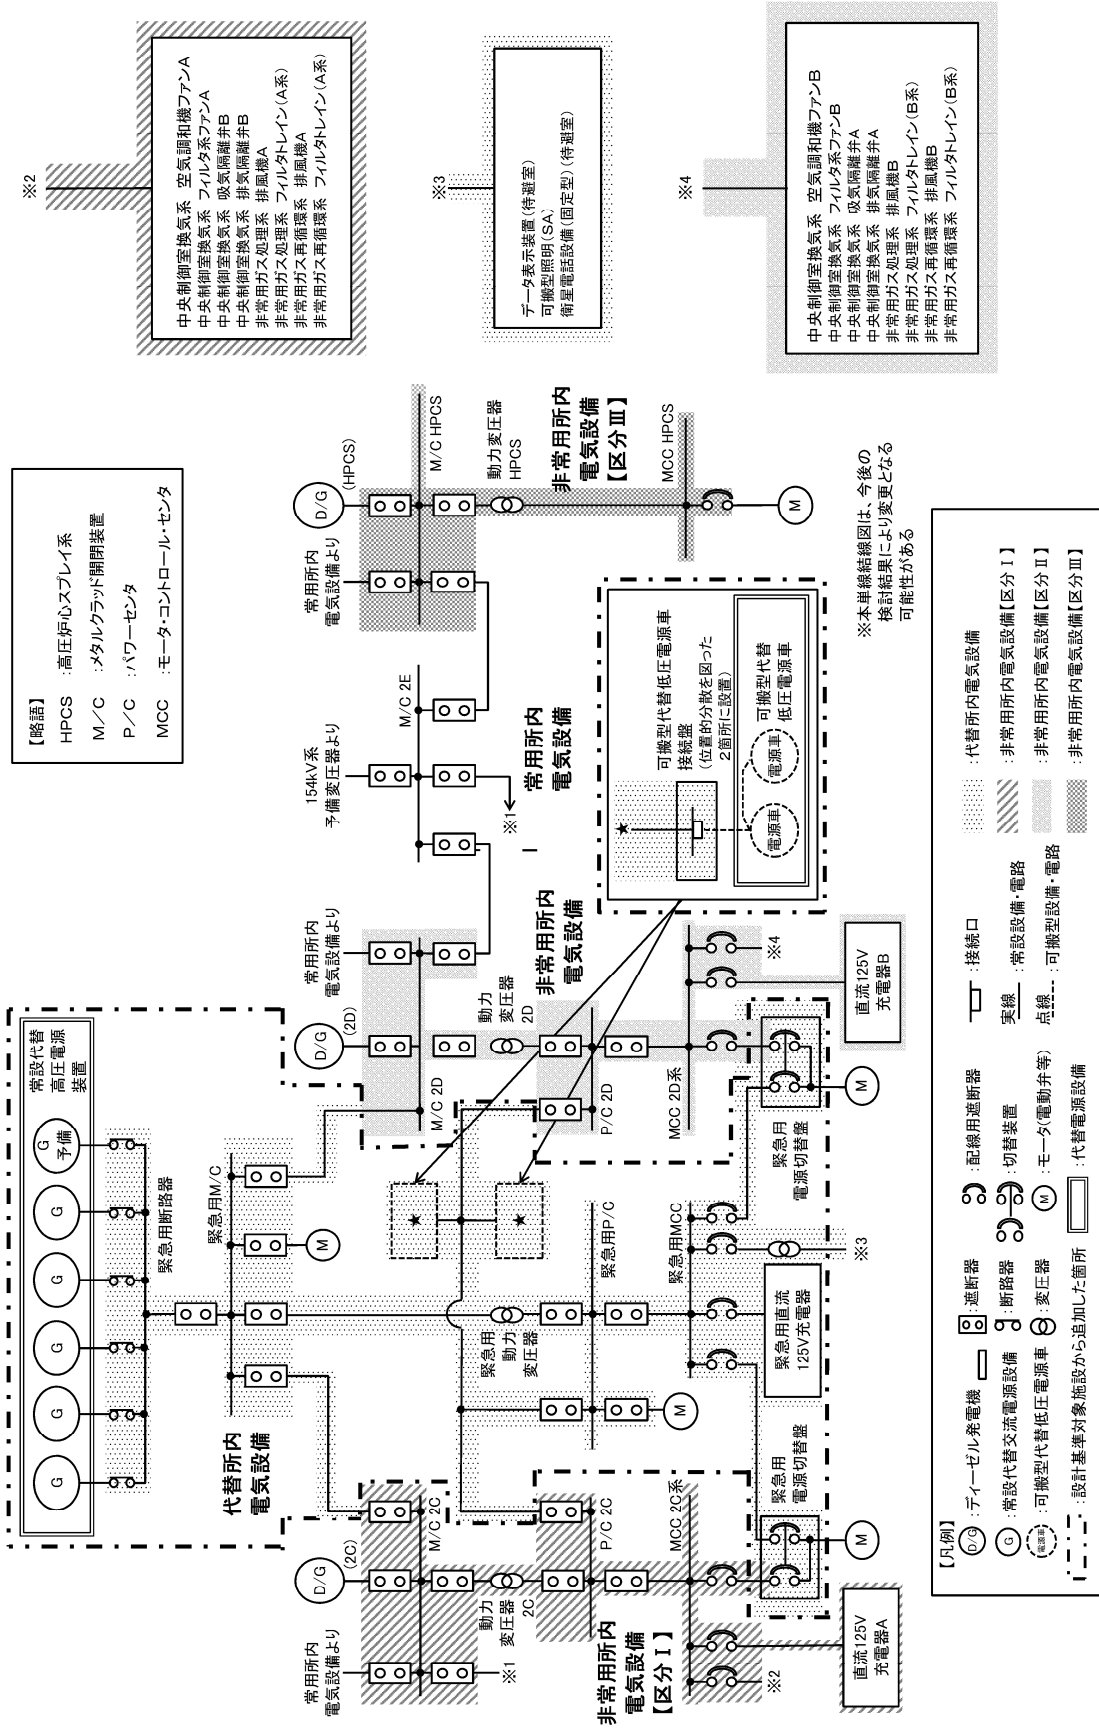 【略語】
HPCS :高圧炉心スプレイ系
M/C :メタルクラッド開閉装置
P/C :パワーセンタ
MCC :モータ・コントロール・センタ
※2
中央制御室換気系 空気調和機ファンA
中央制御室換気系 フィルタ系ファンA
中央制御室換気系 吸気隔離弁B
中央制御室換気系 排気隔離弁B
非常用ガス処理系 排風機A
非常用ガス処理系 フィルタトレイン(A系)
非常用ガス再循環系 排風機A
非常用ガス再循環系 フィルタトレイン(A系)
※3
データ表示装置(待避室)
可搬型照明(SA)
衛星電話設備(固定型)(待避室)
※4
中央制御室換気系 空気調和機ファンB
中央制御室換気系 フィルタ系ファンB
中央制御室換気系 吸気隔離弁A
中央制御室換気系 排気隔離弁A
非常用ガス処理系 排風機B
非常用ガス処理系 フィルタトレイン(B系)
非常用ガス再循環系 排風機B
非常用ガス再循環系 フィルタトレイン(B系)
G
G
G
G
G
G
予備
常設代替
高圧電源
装置
緊急用断路器
緊急用M/C
M
代替所内
電気設備
常用所内
電気設備より
D/G
(2C)
M/C 2C
※1
動力
変圧器
2C
P/C 2C
非常用所内
電気設備
【区分Ⅰ】
MCC 2C系
※2
直流125V
充電器A
緊急用
電源切替盤
M
緊急用
動力
変圧器
緊急用P/C
M
緊急用MCC
緊急用直流
125V充電器
※3
★
★
D/G
(2D)
常用所内
電気設備より
M/C 2D
動力
変圧器
2D
P/C 2D
非常用所内
電気設備
Ⅰ
MCC 2D系
※4
直流125V
充電器B
緊急用
電源切替盤
M
154kV系
予備変圧器より
M/C 2E
※1
常用所内
電気設備
常用所内
電気設備より
D/G
(HPCS)
M/C HPCS
動力変圧器
HPCS
非常用所内
電気設備
【区分Ⅲ】
MCC HPCS
M
★
可搬型代替低圧電源車
接続盤
(位置的分散を図った
2箇所に設置)
電源車
電源車
可搬型代替
低圧電源車
※本単線結線図は、今後の
検討結果により変更となる
可能性がある
【凡例】
D/G :ディーゼル発電機
G :常設代替交流電源設備
電源車 :可搬型代替低圧電源車
:設計基準対象施設から追加した箇所
:遮断器
:断路器
:変圧器
:配線用遮断器
:切替装置
M :モータ(電動弁等)
:代替電源設備
:接続口
実線 :常設設備・電路
点線 :可搬型設備・電路
:代替所内電気設備
:非常用所内電気設備【区分Ⅰ】
:非常用所内電気設備【区分Ⅱ】
:非常用所内電気設備【区分Ⅲ】